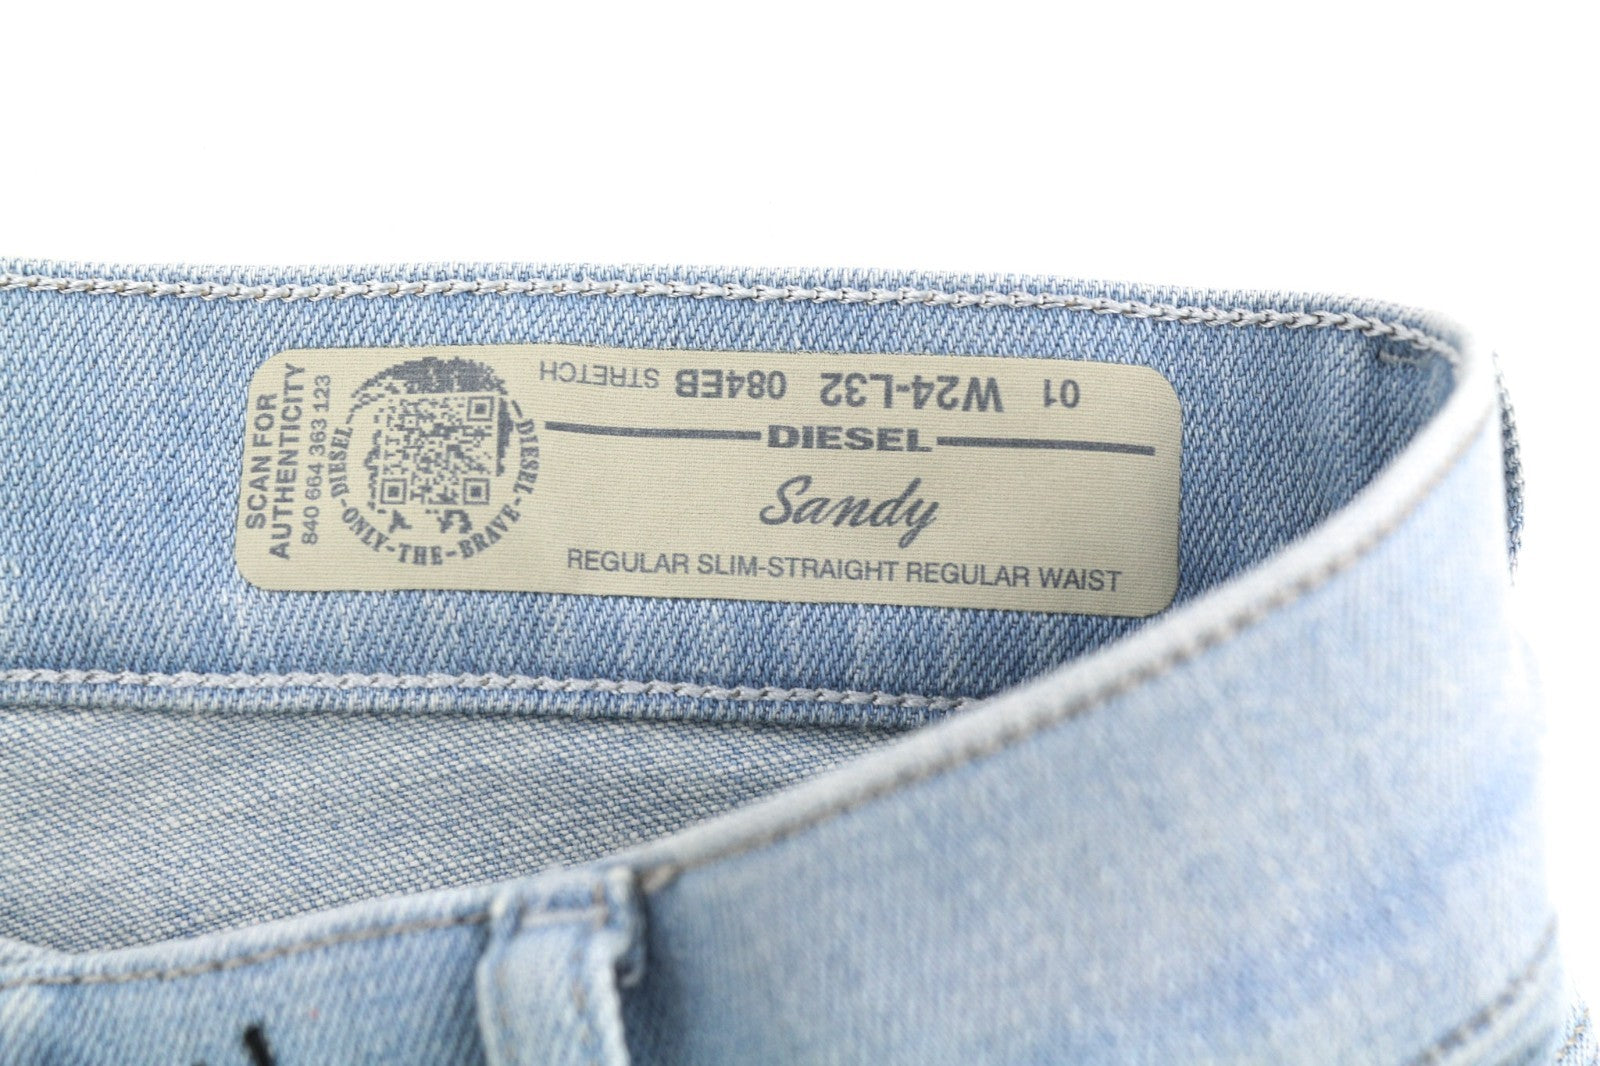 SCAN FOR
AUTHENTICITY
840 664 363 123
DIESEL
-ONLY-THE-BRAVE-DIESEL-
01 W24-L32 084EB STRETCH
DIESEL
Sandy
REGULAR SLIM-STRAIGHT REGULAR WAIST